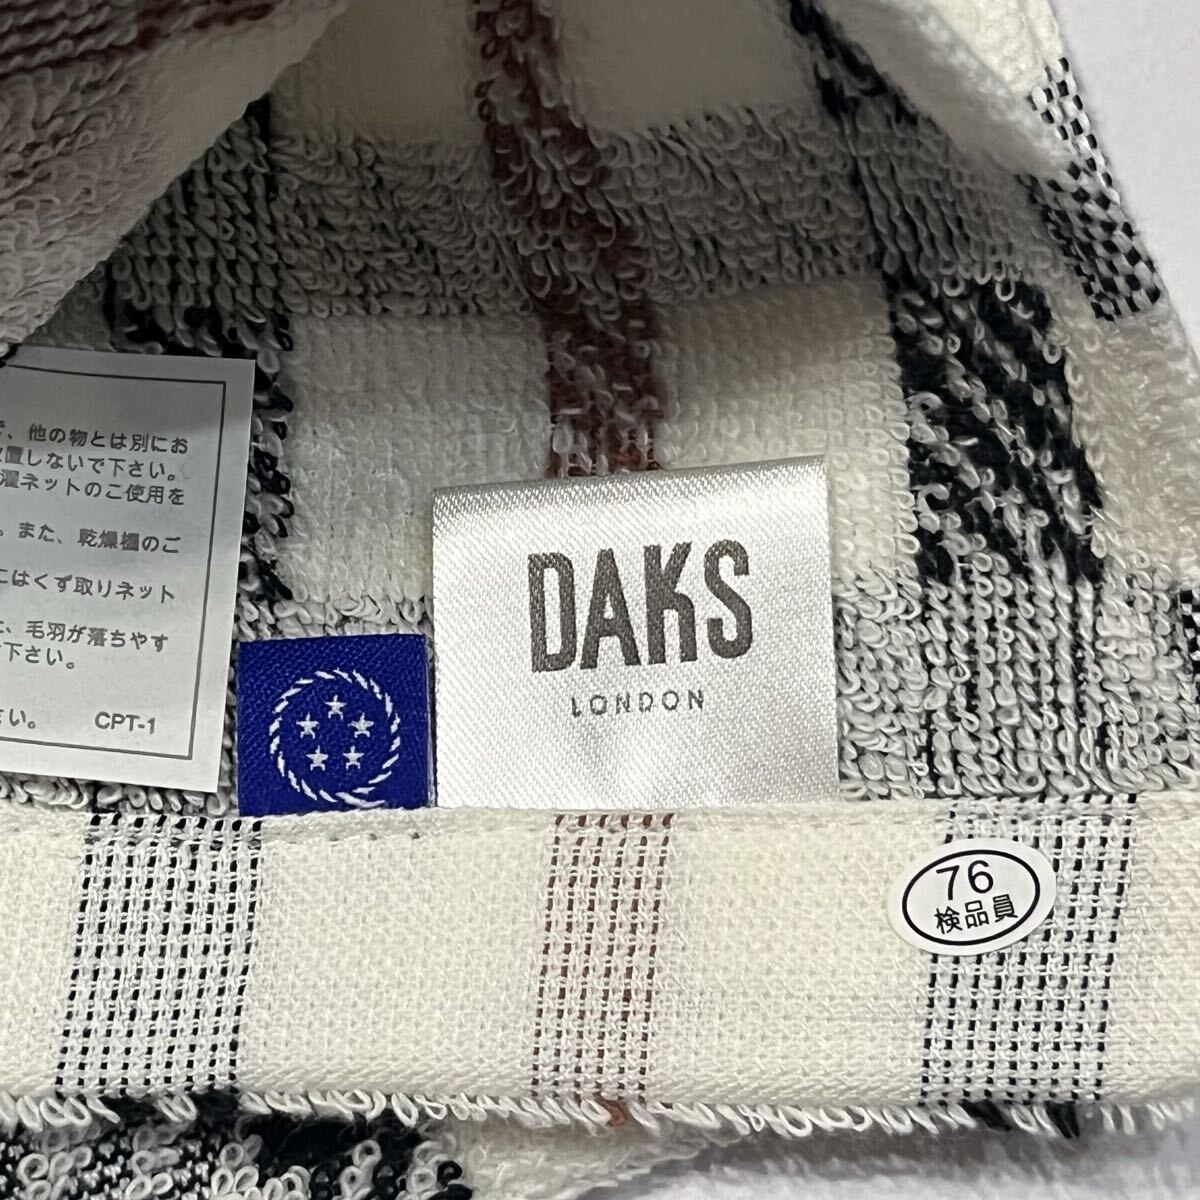 、他の物とは別にお
置しないで下さい。
濯ネットのご使用を
。また、乾燥機のご
にはくず取りネット
、毛羽が落ちやす
下さい。
さい。 CPT-1
DAKS
LONDON
76
検品員